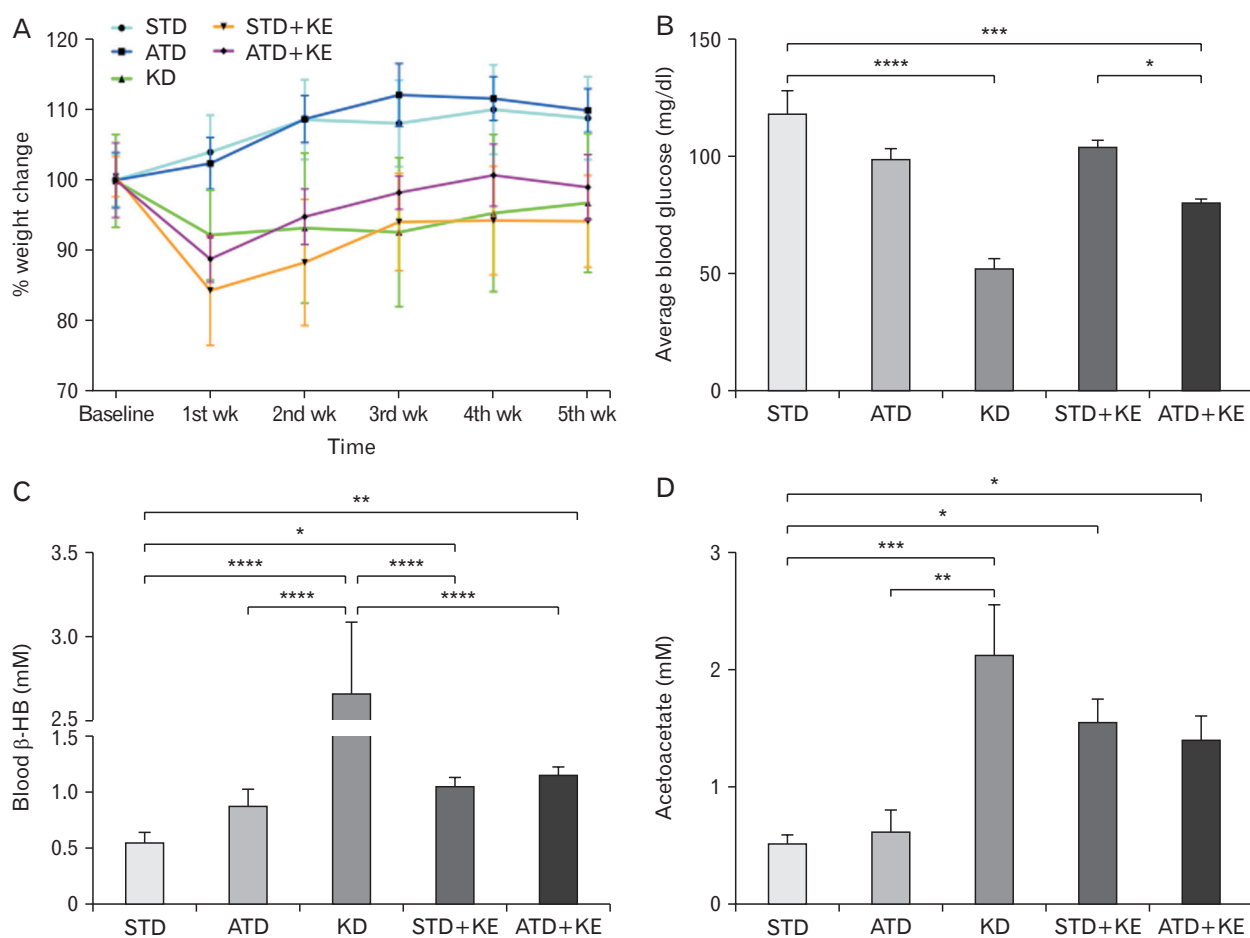 A
STD
STD+KE
ATD
ATD+KE
KD
120
110
100
90
80
70
% weight change
Baseline 1st wk 2nd wk 3rd wk 4th wk 5th wk
Time
B
***
****
*
150
100
50
0
Average blood glucose (mg/dl)
STD ATD KD STD+KE ATD+KE
C
**
*
**** ****
**** ****
3.5
3.0
2.5
1.5
1.0
0.5
0
Blood β-HB (mM)
STD ATD KD STD+KE ATD+KE
D
*
*
***
**
3
2
1
0
Acetoacetate (mM)
STD ATD KD STD+KE ATD+KE